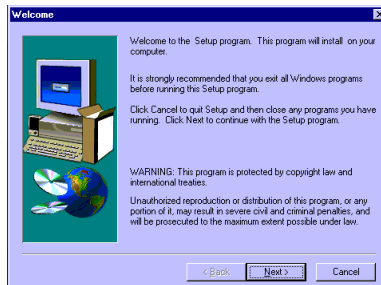 Welcome
Welcome to the Setup program. This program will install on your
computer.
It is strongly recommended that you exit all Windows programs
before running this Setup program.
Click Cancel to quit Setup and then close any programs you have
running. Click Next to continue with the Setup program.
WARNING: This program is protected by copyright law and
international treaties.
Unauthorized reproduction or distribution of this program, or any
portion of it, may result in severe civil and criminal penalties, and
will be prosecuted to the maximum extent possible under law.
< Back
Next >
Cancel